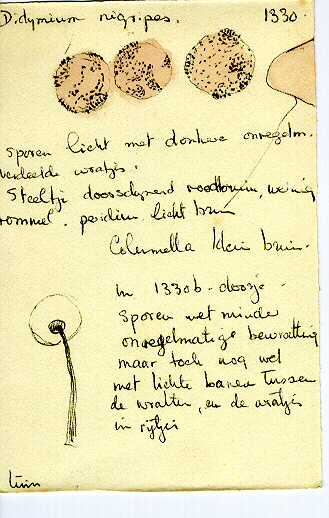 Didymium nigripes. 1330.
sporen licht met donkere onregelm.
verdeelde wratjes.
Steeltje doorschijnend roodbruin, weinig
rommel. peridium licht bruin
Columella klein bruin.
in 1330b-doosje
sporen met minder
onregelmatige bewratting
maar toch nog wel
met lichte banen tussen
de wratten, en de wratjes
in rijtjes
tuin